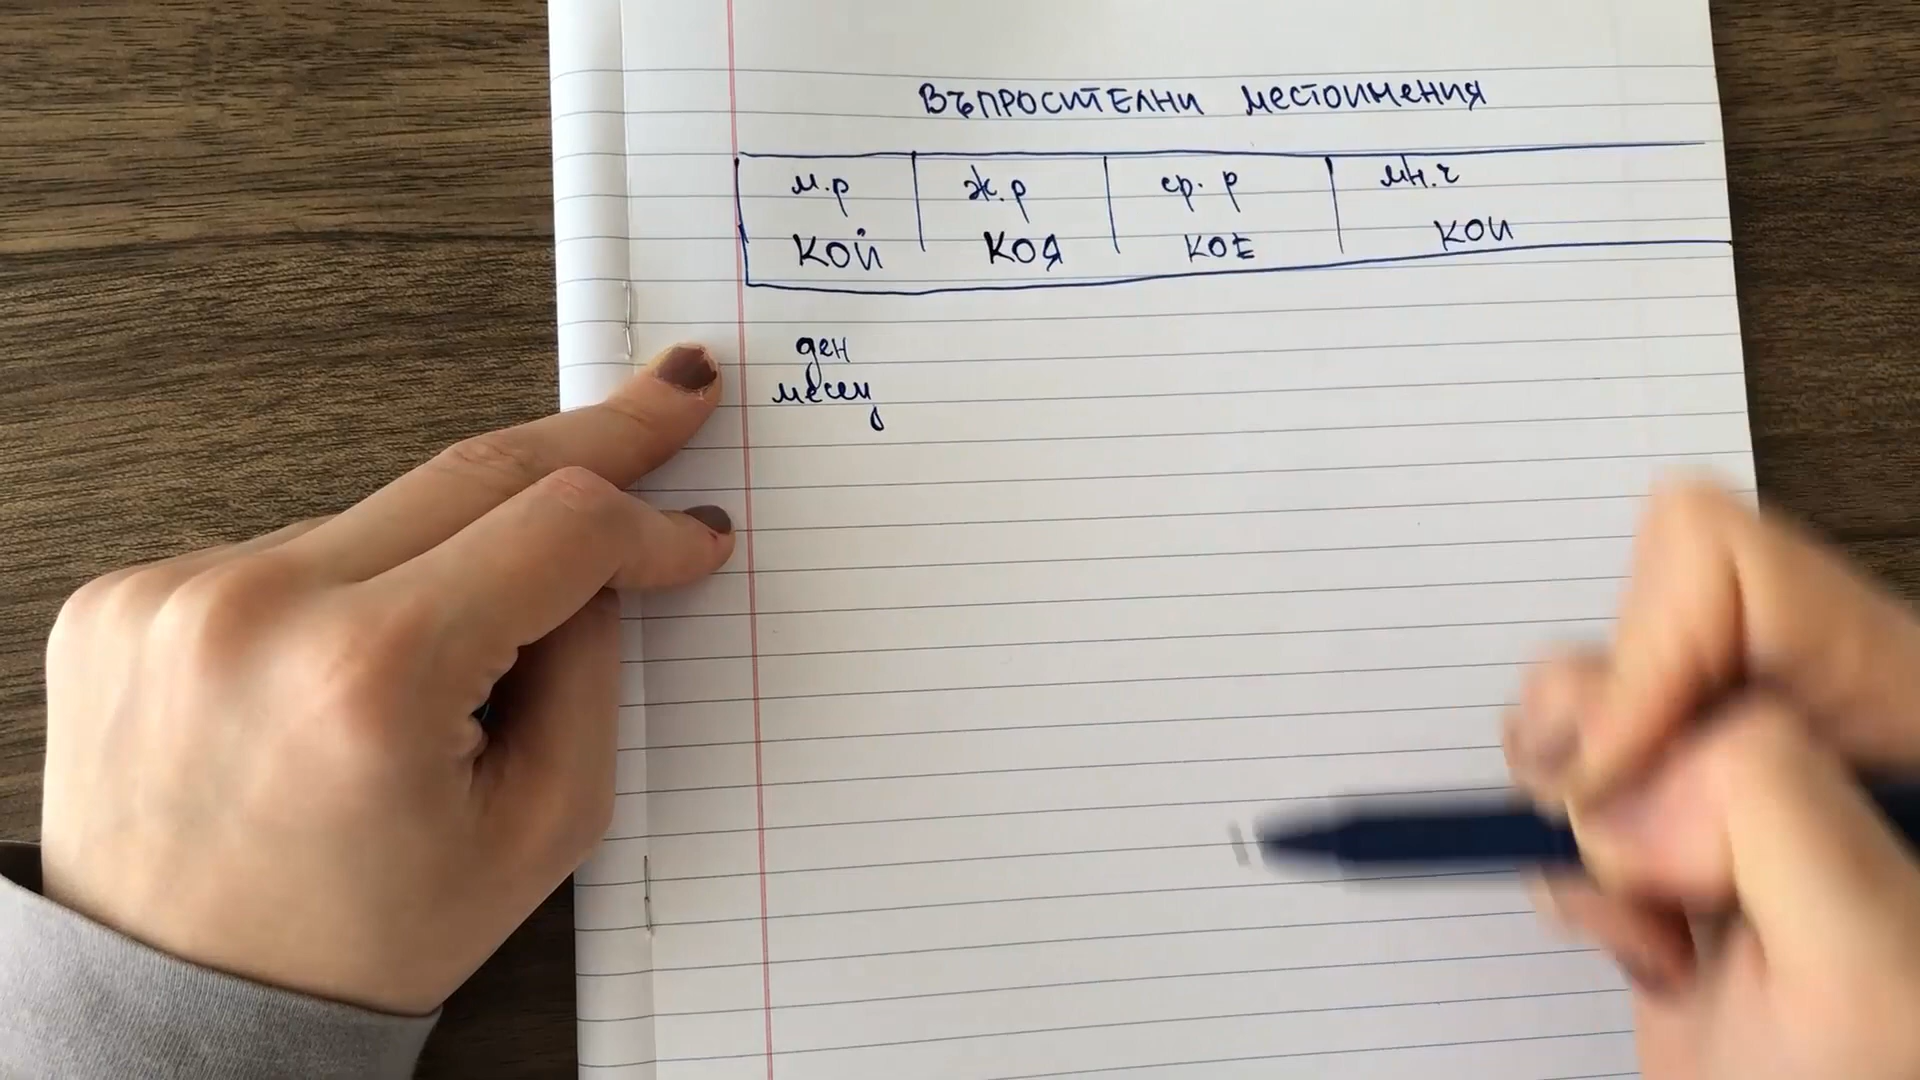 ВЪПРОСИТЕЛНИ МЕСТОИМЕНИЯ
м.р ж.р ср. р мн.ч
КОЙ КОЯ КОЕ КОИ
ден
месец